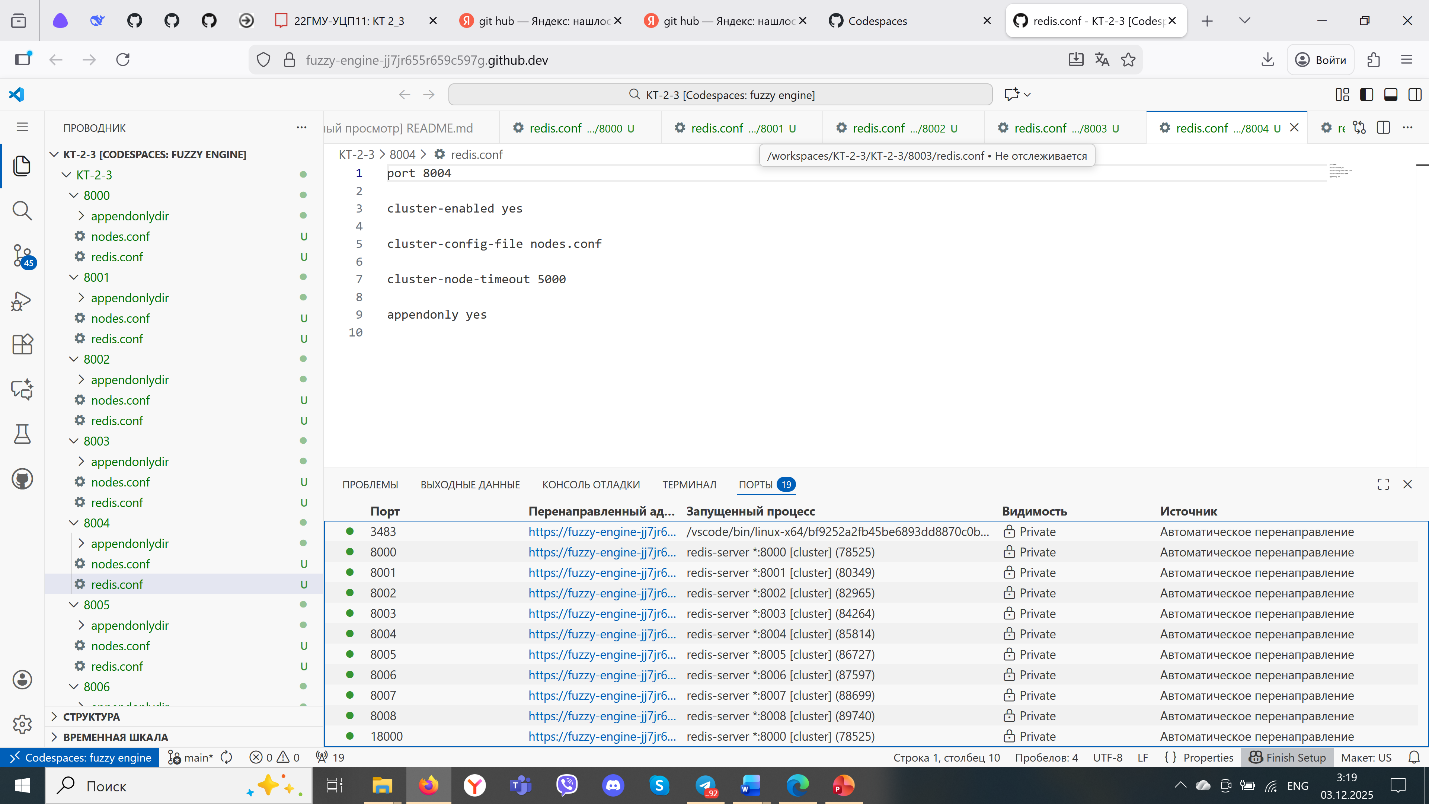 22ГМУ-УЦП11: КТ 2_3
git hub — Яндекс: нашлос
git hub — Яндекс: нашлос
Codespaces
redis.conf - KT-2-3 [Codesp
fuzzy-engine-jj7jr655r659c597g.github.dev
Войти
KT-2-3 [Codespaces: fuzzy engine]
ПРОВОДНИК
ный просмотр] README.md
redis.conf .../8000 U
redis.conf .../8001 U
redis.conf .../8002 U
redis.conf .../8003 U
redis.conf .../8004 U
KT-2-3 [CODESPACES: FUZZY ENGINE]
KT-2-3 > 8004 > redis.conf
/workspaces/KT-2-3/KT-2-3/8003/redis.conf • Не отслеживается
KT-2-3
8000
appendonlydir
nodes.conf U
redis.conf U
8001
appendonlydir
nodes.conf U
redis.conf U
8002
appendonlydir
nodes.conf U
redis.conf U
8003
appendonlydir
nodes.conf U
redis.conf U
8004
appendonlydir
nodes.conf U
redis.conf U
8005
appendonlydir
nodes.conf U
redis.conf U
8006
СТРУКТУРА
ВРЕМЕННАЯ ШКАЛА
45
1 port 8004
2
3 cluster-enabled yes
4
5 cluster-config-file nodes.conf
6
7 cluster-node-timeout 5000
8
9 appendonly yes
10
ПРОБЛЕМЫ ВЫХОДНЫЕ ДАННЫЕ КОНСОЛЬ ОТЛАДКИ ТЕРМИНАЛ ПОРТЫ 19
Порт Перенаправленный ад... Запущенный процесс Видимость Источник
3483 https://fuzzy-engine-jj7jr6... /vscode/bin/linux-x64/bf9252a2fb45be6893dd8870c0b... Private Автоматическое перенаправление
8000 https://fuzzy-engine-jj7jr6... redis-server *:8000 [cluster] (78525) Private Автоматическое перенаправление
8001 https://fuzzy-engine-jj7jr6... redis-server *:8001 [cluster] (80349) Private Автоматическое перенаправление
8002 https://fuzzy-engine-jj7jr6... redis-server *:8002 [cluster] (82965) Private Автоматическое перенаправление
8003 https://fuzzy-engine-jj7jr6... redis-server *:8003 [cluster] (84264) Private Автоматическое перенаправление
8004 https://fuzzy-engine-jj7jr6... redis-server *:8004 [cluster] (85814) Private Автоматическое перенаправление
8005 https://fuzzy-engine-jj7jr6... redis-server *:8005 [cluster] (86727) Private Автоматическое перенаправление
8006 https://fuzzy-engine-jj7jr6... redis-server *:8006 [cluster] (87597) Private Автоматическое перенаправление
8007 https://fuzzy-engine-jj7jr6... redis-server *:8007 [cluster] (88699) Private Автоматическое перенаправление
8008 https://fuzzy-engine-jj7jr6... redis-server *:8008 [cluster] (89740) Private Автоматическое перенаправление
18000 https://fuzzy-engine-jj7jr6... redis-server *:8000 [cluster] (78525) Private Автоматическое перенаправление
Codespaces: fuzzy engine main* 0 0 19
Строка 1, столбец 10 Пробелов: 4 UTF-8 LF { } Properties Finish Setup Макет: US
Поиск
92
ENG
3:19
03.12.2025